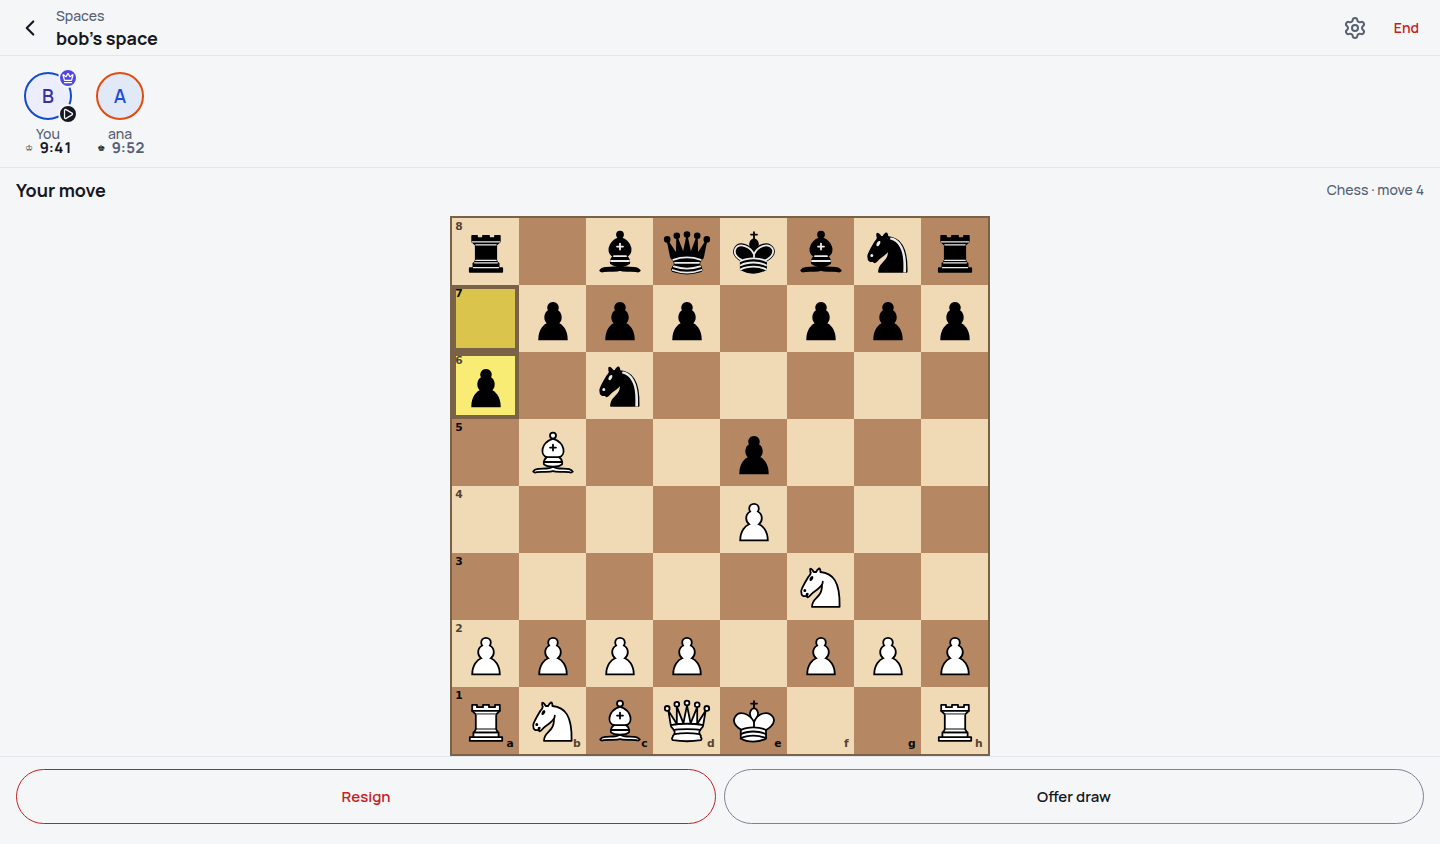 Spaces
bob's space
End
B
A
You
ana
9:41
9:52
Your move
Chess · move 4
8
7
6
5
4
3
2
1
a
b
c
d
e
f
g
h
Resign
Offer draw